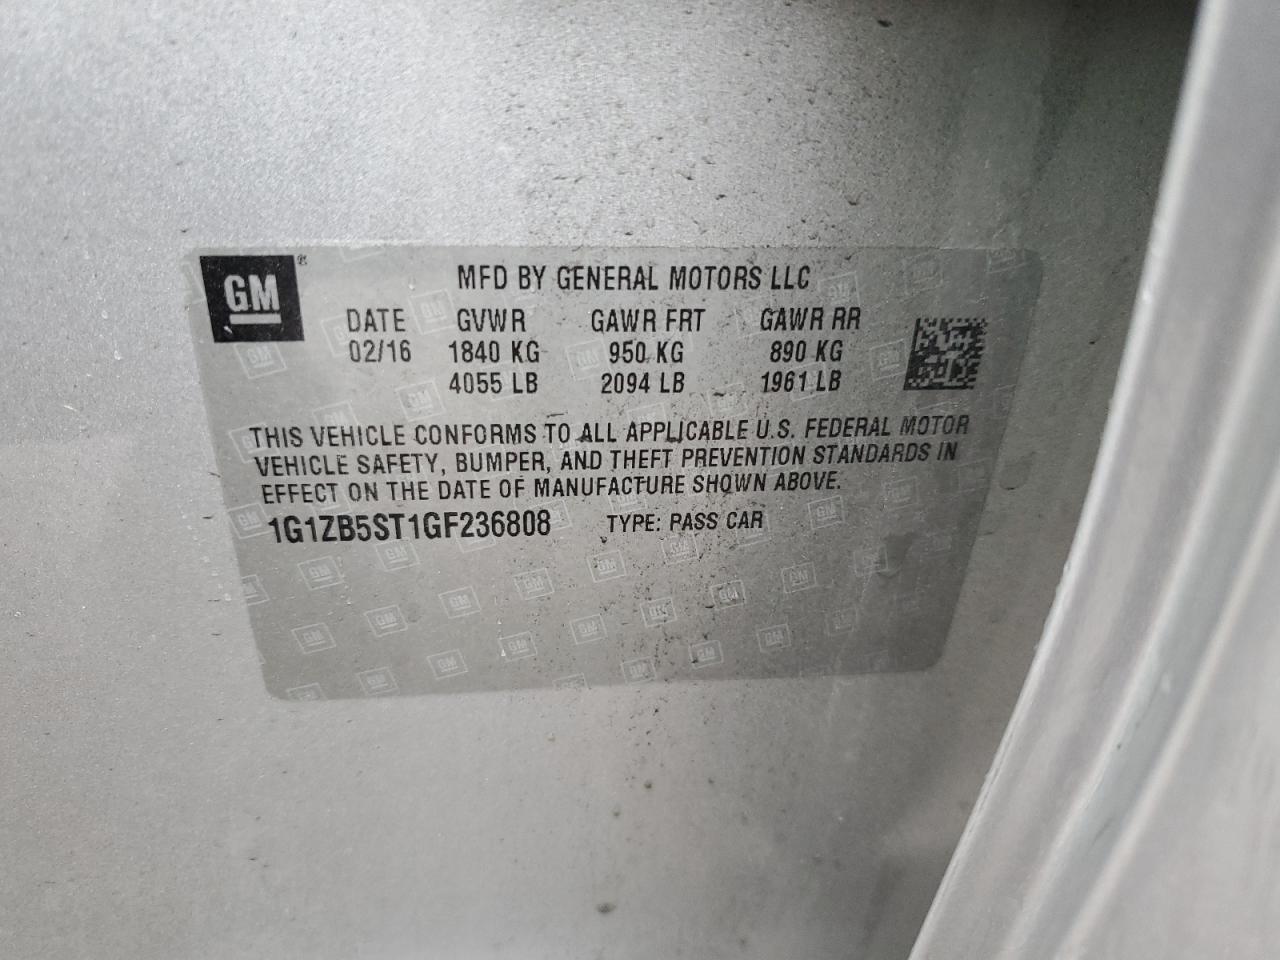 GM®
MFD BY GENERAL MOTORS LLC
DATE GVWR GAWR FRT GAWR RR
02/16 1840 KG 950 KG 890 KG
4055 LB 2094 LB 1961 LB
THIS VEHICLE CONFORMS TO ALL APPLICABLE U.S. FEDERAL MOTOR
VEHICLE SAFETY, BUMPER, AND THEFT PREVENTION STANDARDS IN
EFFECT ON THE DATE OF MANUFACTURE SHOWN ABOVE.
1G1ZB5ST1GF236808 TYPE: PASS CAR